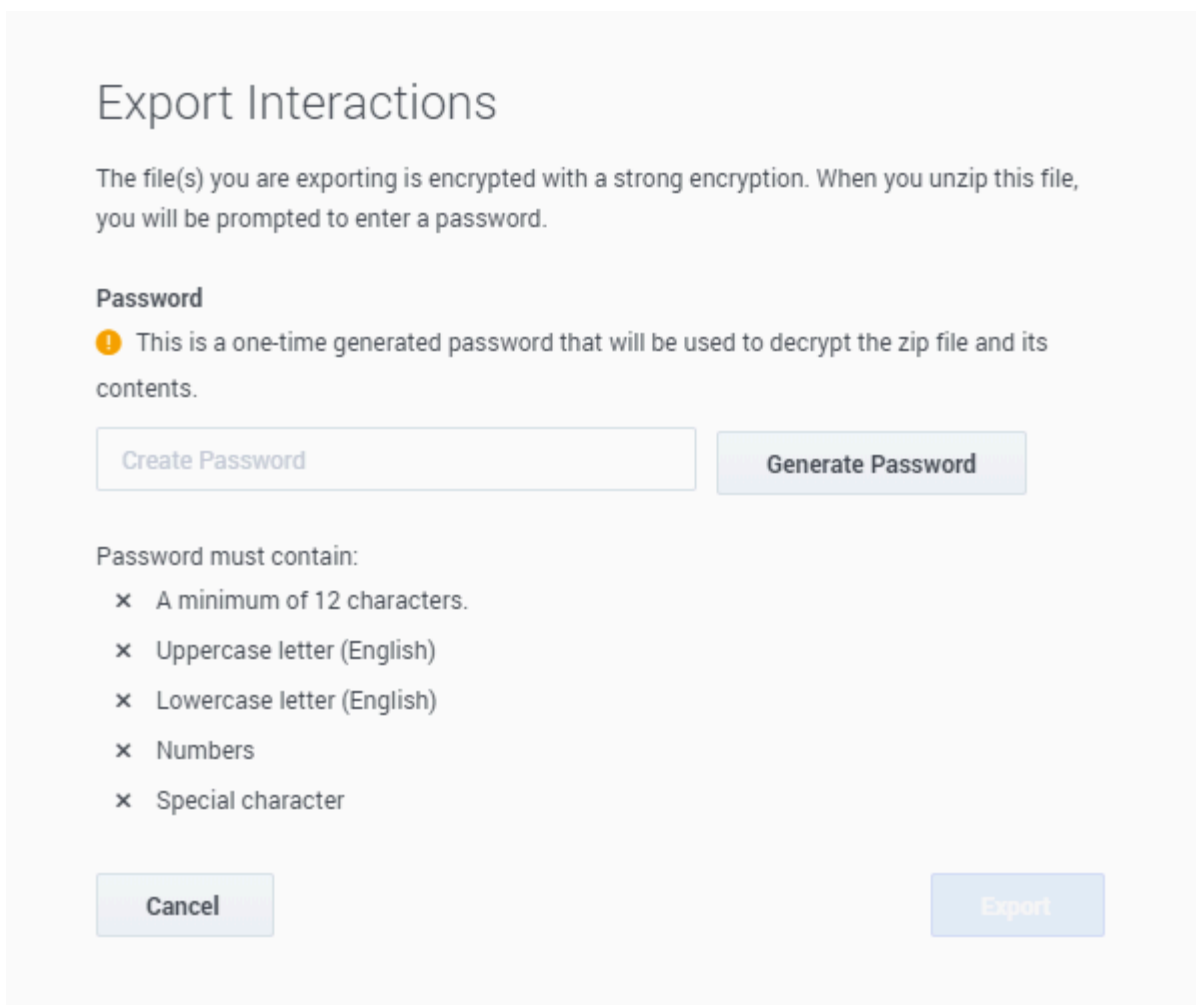 Export Interactions
The file(s) you are exporting is encrypted with a strong encryption. When you unzip this file,
you will be prompted to enter a password.
Password
This is a one-time generated password that will be used to decrypt the zip file and its
contents.
Create Password
Generate Password
Password must contain:
× A minimum of 12 characters.
× Uppercase letter (English)
× Lowercase letter (English)
× Numbers
× Special character
Cancel
Export